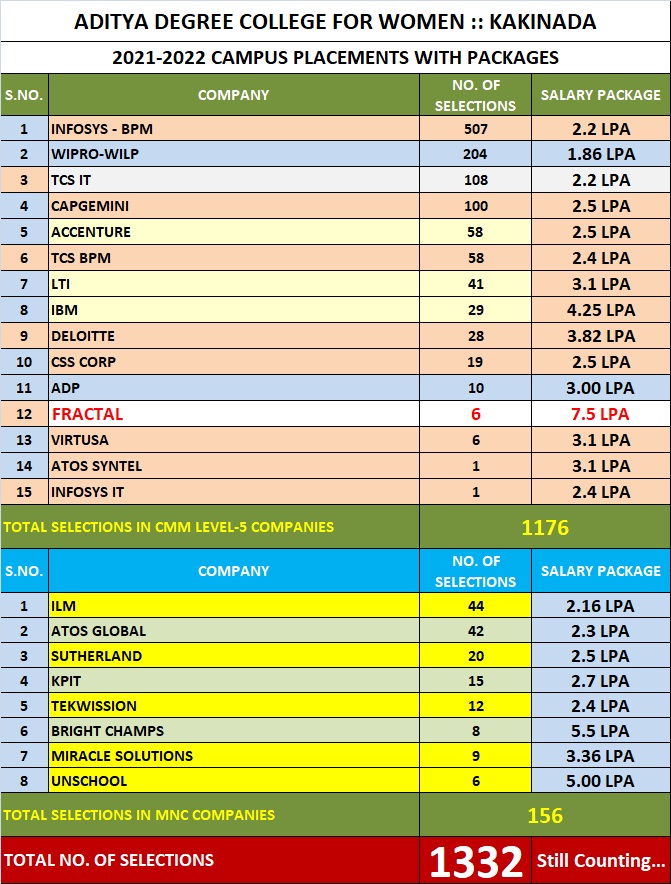 ADITYA DEGREE COLLEGE FOR WOMEN :: KAKINADA
2021-2022 CAMPUS PLACEMENTS WITH PACKAGES
S.NO. COMPANY NO. OF SELECTIONS SALARY PACKAGE
1 INFOSYS - BPM 507 2.2 LPA
2 WIPRO-WILP 204 1.86 LPA
3 TCS IT 108 2.2 LPA
4 CAPGEMINI 100 2.5 LPA
5 ACCENTURE 58 2.5 LPA
6 TCS BPM 58 2.4 LPA
7 LTI 41 3.1 LPA
8 IBM 29 4.25 LPA
9 DELOITTE 28 3.82 LPA
10 CSS CORP 19 2.5 LPA
11 ADP 10 3.00 LPA
12 FRACTAL 6 7.5 LPA
13 VIRTUSA 6 3.1 LPA
14 ATOS SYNTEL 1 3.1 LPA
15 INFOSYS IT 1 2.4 LPA
TOTAL SELECTIONS IN CMM LEVEL-5 COMPANIES 1176
S.NO. COMPANY NO. OF SELECTIONS SALARY PACKAGE
1 ILM 44 2.16 LPA
2 ATOS GLOBAL 42 2.3 LPA
3 SUTHERLAND 20 2.5 LPA
4 KPIT 15 2.7 LPA
5 TEKWISSION 12 2.4 LPA
6 BRIGHT CHAMPS 8 5.5 LPA
7 MIRACLE SOLUTIONS 9 3.36 LPA
8 UNSCHOOL 6 5.00 LPA
TOTAL SELECTIONS IN MNC COMPANIES 156
TOTAL NO. OF SELECTIONS 1332 Still Counting...